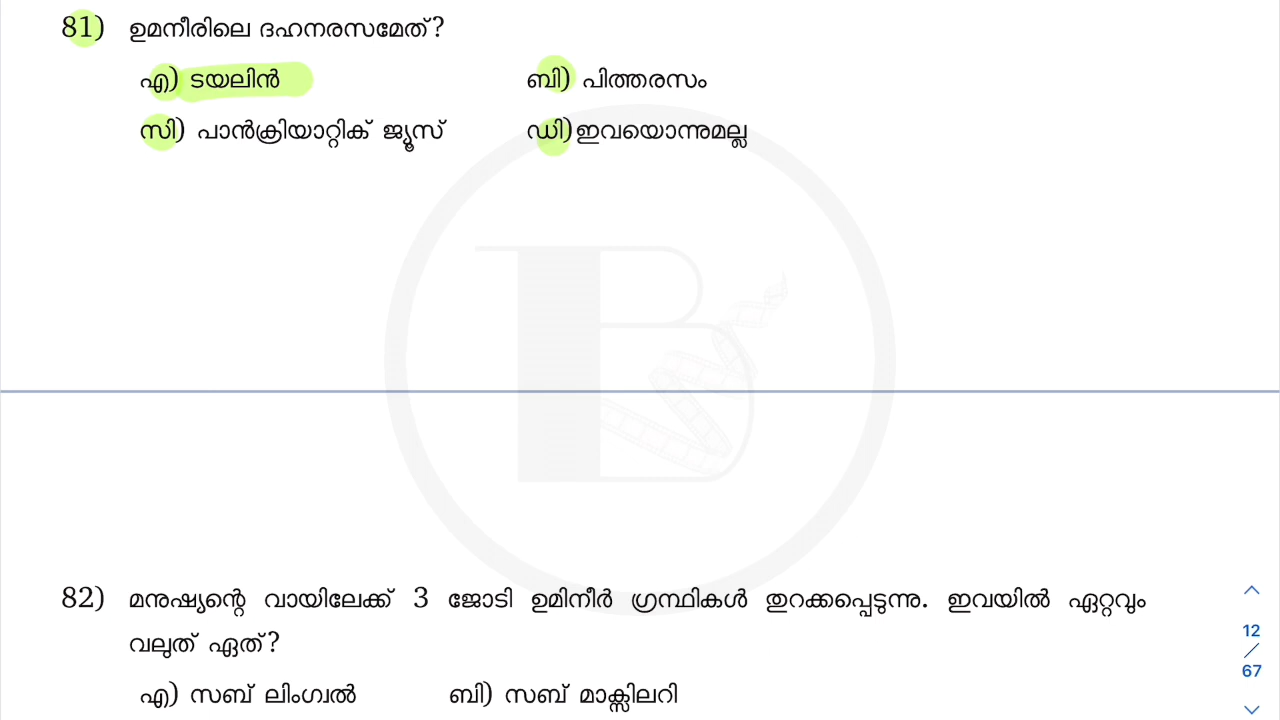 81) ഉമനീരിലെ ദഹനരസമേത്?
എ) ടയലിൻ ബി) പിത്തരസം
സി) പാൻക്രിയാറ്റിക് ജ്യൂസ് ഡി)ഇവയൊന്നുമല്ല
82) മനുഷ്യന്റെ വായിലേക്ക് 3 ജോടി ഉമിനീർ ഗ്രന്ഥികൾ തുറക്കപ്പെടുന്നു. ഇവയിൽ ഏറ്റവും
വലുത് ഏത്?
എ) സബ് ലിംഗ്വൽ ബി) സബ് മാക്സിലറി
12
/
67